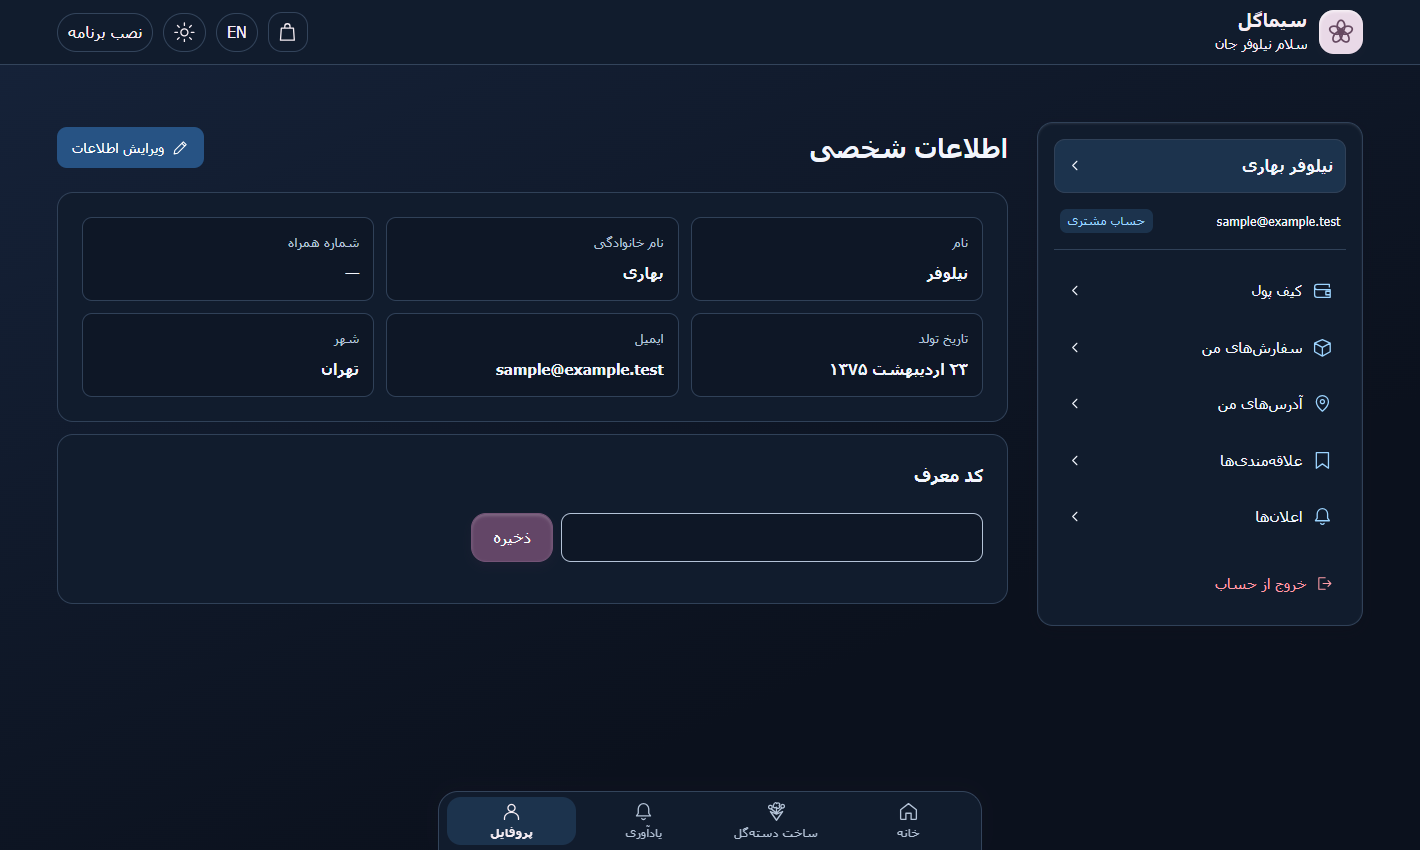 سیماگل
سلام نیلوفر جان
EN
نصب برنامه
نیلوفر بهاری
sample@example.test
حساب مشتری
کیف پول
سفارش‌های من
آدرس‌های من
علاقه‌مندی‌ها
اعلان‌ها
خروج از حساب
اطلاعات شخصی
ویرایش اطلاعات
نام
نیلوفر
نام خانوادگی
بهاری
شماره همراه
—
تاریخ تولد
۲۳ اردیبهشت ۱۳۷۵
ایمیل
sample@example.test
شهر
تهران
کد معرف
ذخیره
خانه
ساخت دسته‌گل
یادآوری
پروفایل